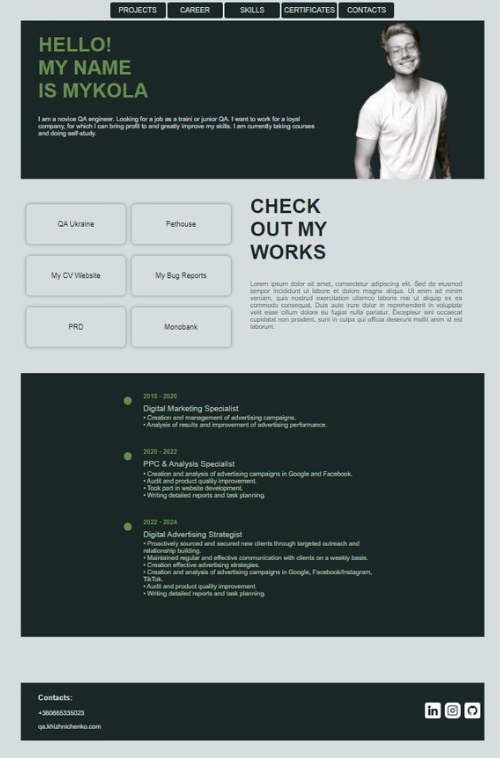 PROJECTS CAREER SKILLS CERTIFICATES CONTACTS
HELLO!
MY NAME
IS MYKOLA
I am a novice QA engineer. Looking for a job as a traini or junior QA. I want to work for a loyal
company, for which I can bring profit to and greatly improve my skills. I am currently taking courses
and doing self-study.
QA Ukraine
Pethouse
My CV Website
My Bug Reports
PRD
Monobank
CHECK
OUT MY
WORKS
Lorem ipsum dolor sit amet, consectetur adipiscing elit. Sed do eiusmod
tempor incididunt ut labore et dolore magna aliqua. Ut enim ad minim
veniam, quis nostrud exercitation ullamco laboris nisi ut aliquip ex ea
commodo consequat. Duis aute irure dolor in reprehenderit in voluptate
velit esse cillum dolore eu fugiat nulla pariatur. Excepteur sint occaecat
cupidatat non proident, sunt in culpa qui officia deserunt mollit anim id est
laborum.
2018 - 2020
Digital Marketing Specialist
• Creation and management of advertising campaigns.
• Analysis of results and improvement of advertising performance.
2020 - 2022
PPC & Analysis Specialist
• Creation and analysis of advertising campaigns in Google and Facebook.
• Audit and product quality improvement.
• Took part in website development.
• Writing detailed reports and task planning.
2022 - 2024
Digital Advertising Strategist
• Proactively sourced and secured new clients through targeted outreach and
relationship building.
• Maintained regular and effective communication with clients on a weekly basis.
• Creation effective advertising strategies.
• Creation and analysis of advertising campaigns in Google, Facebook/Instagram,
TikTok.
• Audit and product quality improvement.
• Writing detailed reports and task planning.
Contacts:
+380665335023
qa.khizhnichenko.com
in